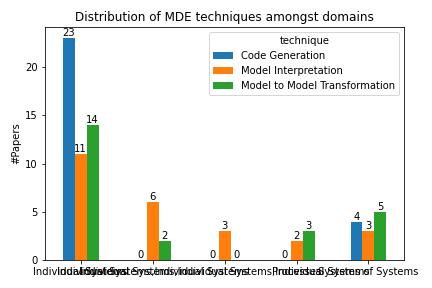 Distribution of MDE techniques amongst domains
technique
Code Generation
Model Interpretation
Model to Model Transformation
#Papers
20
15
10
5
0
23 11 14
0 6 2
0 3 0
0 2 3
4 3 5
Systems of Systems